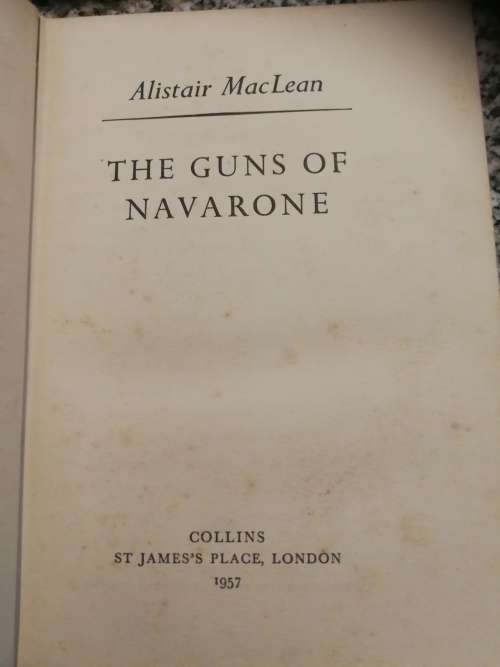 Alistair MacLean
THE GUNS OF
NAVARONE
COLLINS
ST JAMES'S PLACE, LONDON
1957